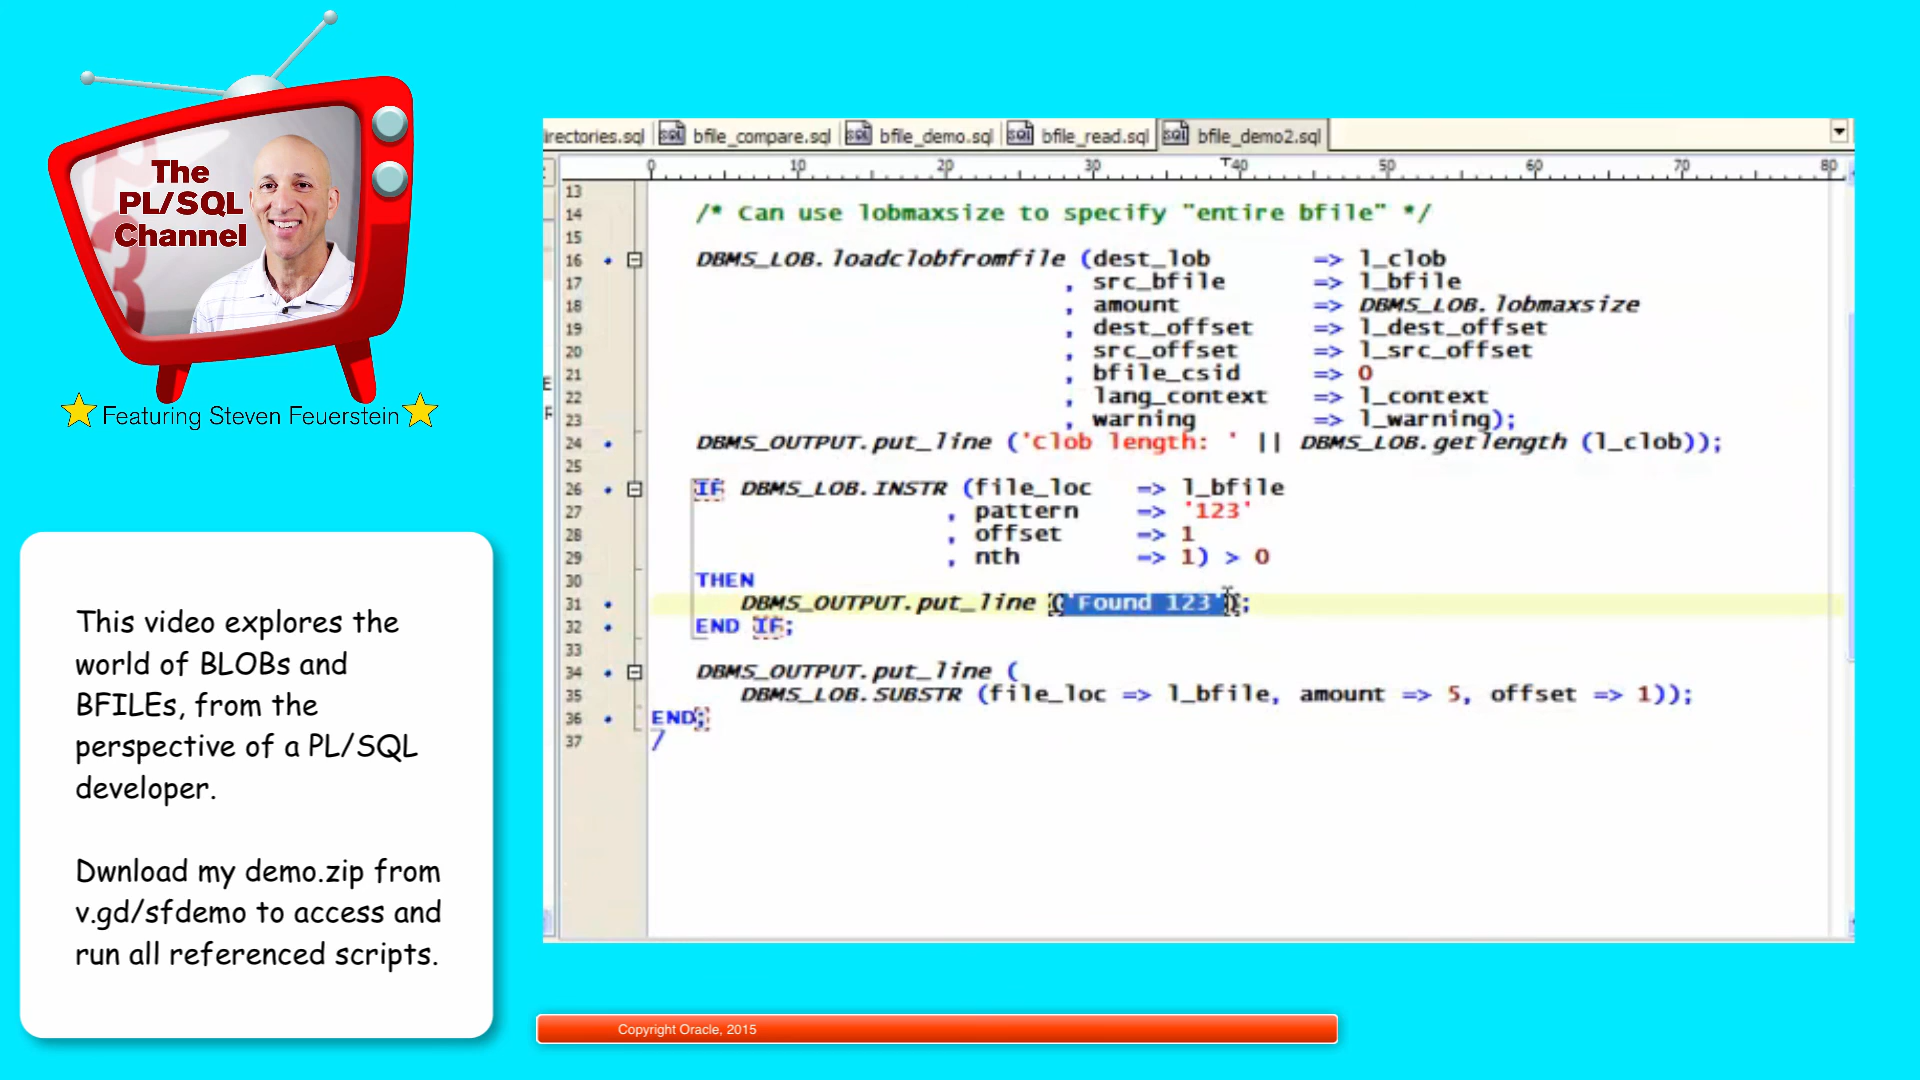 The
PL/SQL
Channel
Featuring Steven Feuerstein
This video explores the
world of BLOBs and
BFILEs, from the
perspective of a PL/SQL
developer.
Dwnload my demo.zip from
v.gd/sfdemo to access and
run all referenced scripts.
irectories.sql bfile_compare.sql bfile_demo.sql bfile_read.sql bfile_demo2.sql
0 10 20 30 40 50 60 70 80
13
14 /* Can use lobmaxsize to specify "entire bfile" */
15
16 DBMS_LOB.loadclobfromfile (dest_lob => l_clob
17 , src_bfile => l_bfile
18 , amount => DBMS_LOB.lobmaxsize
19 , dest_offset => l_dest_offset
20 , src_offset => l_src_offset
21 , bfile_csid => 0
22 , lang_context => l_context
23 , warning => l_warning);
24 DBMS_OUTPUT.put_line ('Clob length: ' || DBMS_LOB.getlength (l_clob));
25
26 IF DBMS_LOB.INSTR (file_loc => l_bfile
27 , pattern => '123'
28 , offset => 1
29 , nth => 1) > 0
30 THEN
31 DBMS_OUTPUT.put_line ('Found 123');
32 END IF;
33
34 DBMS_OUTPUT.put_line (
35 DBMS_LOB.SUBSTR (file_loc => l_bfile, amount => 5, offset => 1));
36 END;
37 /
Copyright Oracle, 2015